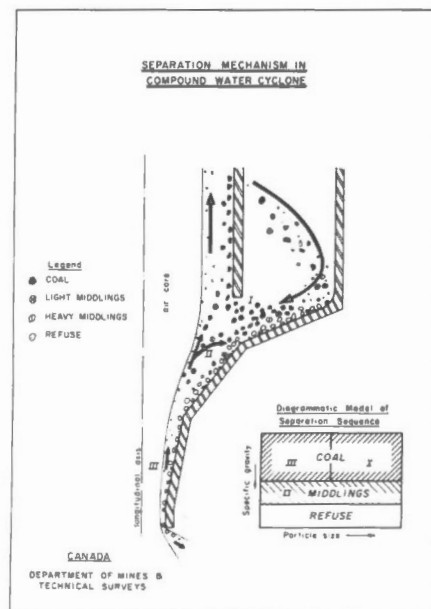 SEPARATION MECHANISM IN
COMPOUND WATER CYCLONE
Legend
COAL
LIGHT MIDDLINGS
HEAVY MIDDLINGS
REFUSE
air core
I
II
III
longitudinal axis
Diagrammatic Model of
Separation Sequence
Specific gravity
III COAL I
II MIDDLINGS
REFUSE
Particle size
CANADA
DEPARTMENT OF MINES &
TECHNICAL SURVEYS